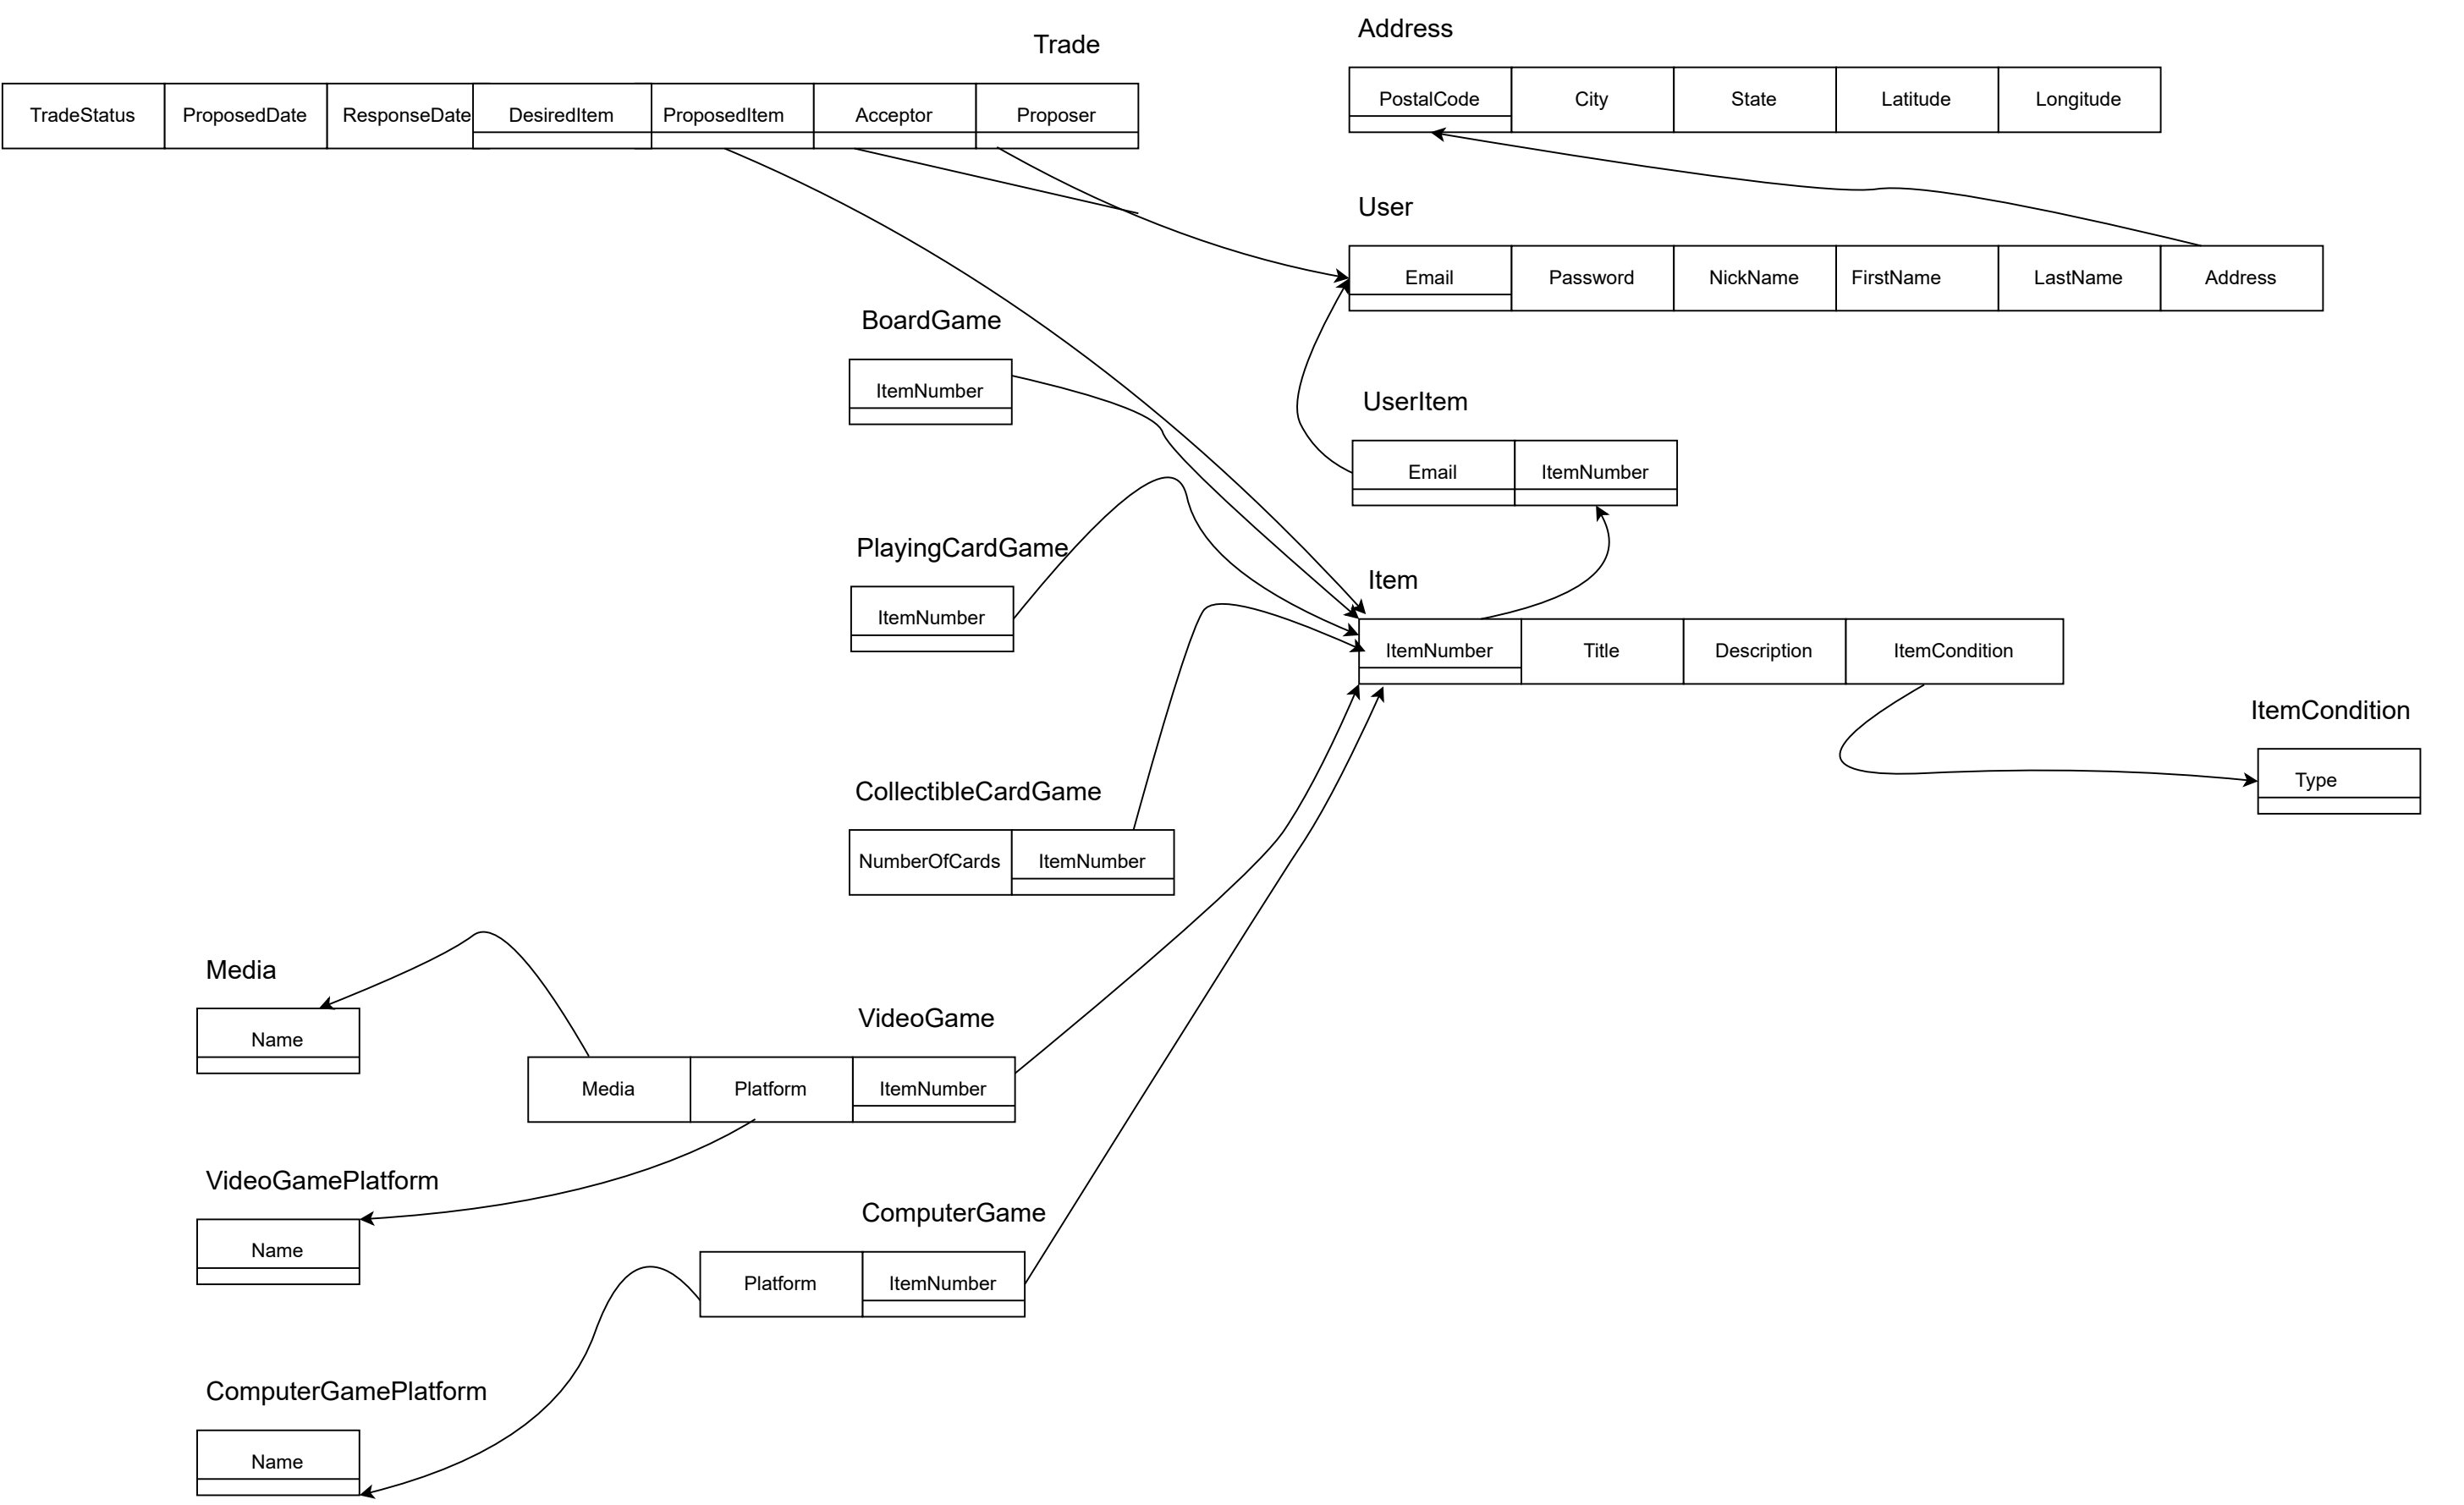 Trade
TradeStatus ProposedDate ResponseDate DesiredItem ProposedItem Acceptor Proposer
Address
PostalCode City State Latitude Longitude
User
Email Password NickName FirstName LastName Address
BoardGame
ItemNumber
UserItem
Email ItemNumber
PlayingCardGame
ItemNumber
Item
ItemNumber Title Description ItemCondition
ItemCondition
Type
CollectibleCardGame
NumberOfCards ItemNumber
Media
Name
VideoGame
Media Platform ItemNumber
VideoGamePlatform
Name
ComputerGame
Platform ItemNumber
ComputerGamePlatform
Name